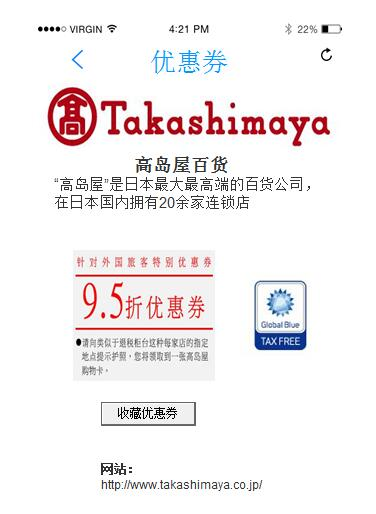 VIRGIN 4:21 PM 22%
优惠券
髙 Takashimaya
高岛屋百货
“高岛屋”是日本最大最高端的百货公司，
在日本国内拥有20余家连锁店
针对外国旅客特别优惠券
9.5折优惠券
●请向类似于退税柜台这种每家店的指定
地点提示护照，您将领取到一张高岛屋
购物卡。
Global Blue
TAX FREE
收藏优惠券
网站：
http://www.takashimaya.co.jp/